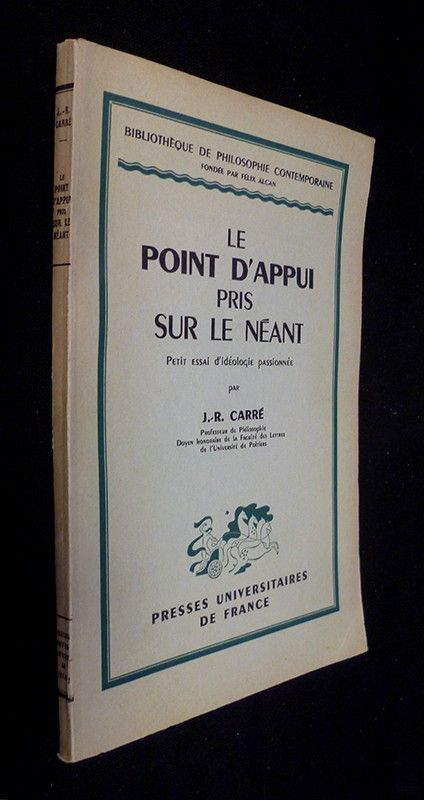 J.-R.
CARRÉ
LE
POINT
D'APPUI
PRIS
SUR LE
NÉANT
BIBLIOTHÈQUE DE PHILOSOPHIE CONTEMPORAINE
FONDÉE PAR FÉLIX ALCAN
LE
POINT D'APPUI
PRIS
SUR LE NÉANT
PETIT ESSAI D'IDÉOLOGIE PASSIONNÉE
PAR
J.-R. CARRÉ
Professeur de Philosophie
Doyen honoraire de la Faculté des Lettres
de l'Université de Poitiers
PRESSES UNIVERSITAIRES
DE FRANCE